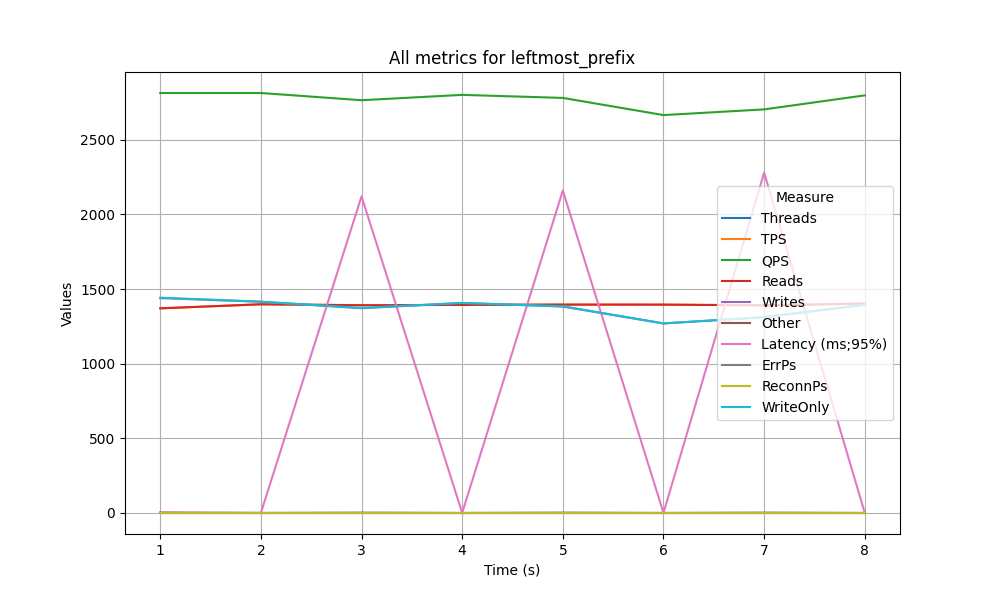 All metrics for leftmost_prefix
Values
2500
2000
1500
1000
500
0
Measure
Threads
TPS
QPS
Reads
Writes
Other
Latency (ms;95%)
ErrPs
ReconnPs
WriteOnly
1 2 3 4 5 6 7 8
Time (s)